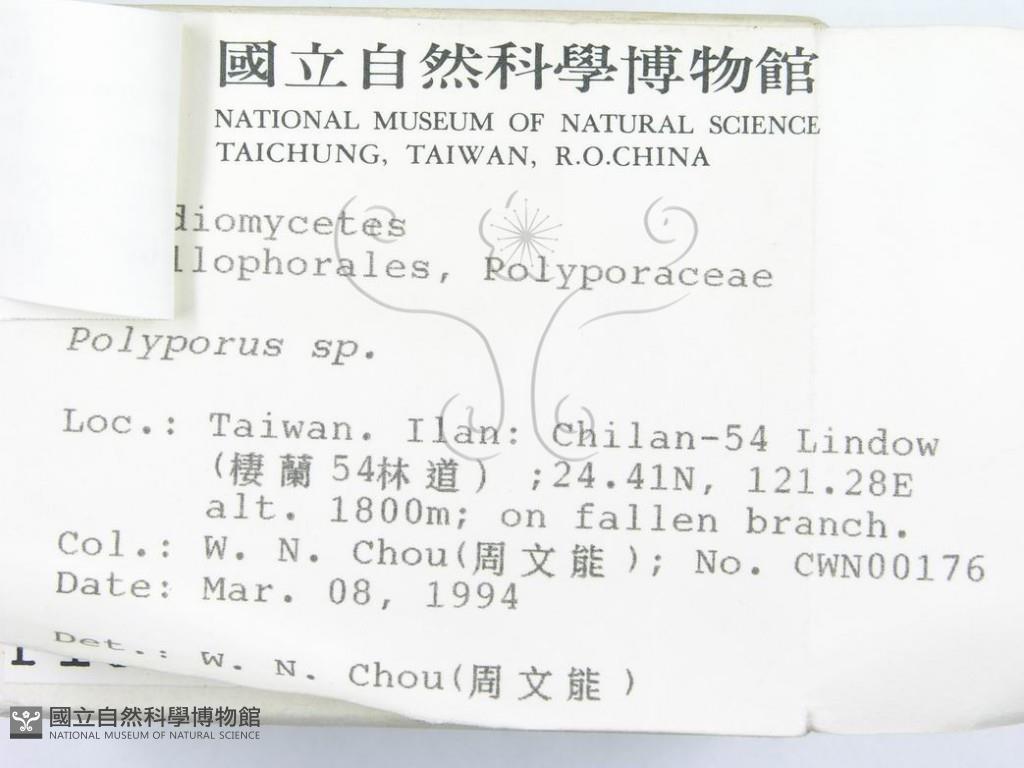 國立自然科學博物館
NATIONAL MUSEUM OF NATURAL SCIENCE
TAICHUNG, TAIWAN, R.O.CHINA
diomycetes
llophorales, Polyporaceae
Polyporus sp.
Loc.: Taiwan. Ilan: Chilan-54 Lindow
(棲蘭54林道) ;24.41N, 121.28E
alt. 1800m; on fallen branch.
Col.: W. N. Chou(周文能); No. CWN00176
Date: Mar. 08, 1994
Det.: W. N. Chou(周文能)
國立自然科學博物館
NATIONAL MUSEUM OF NATURAL SCIENCE